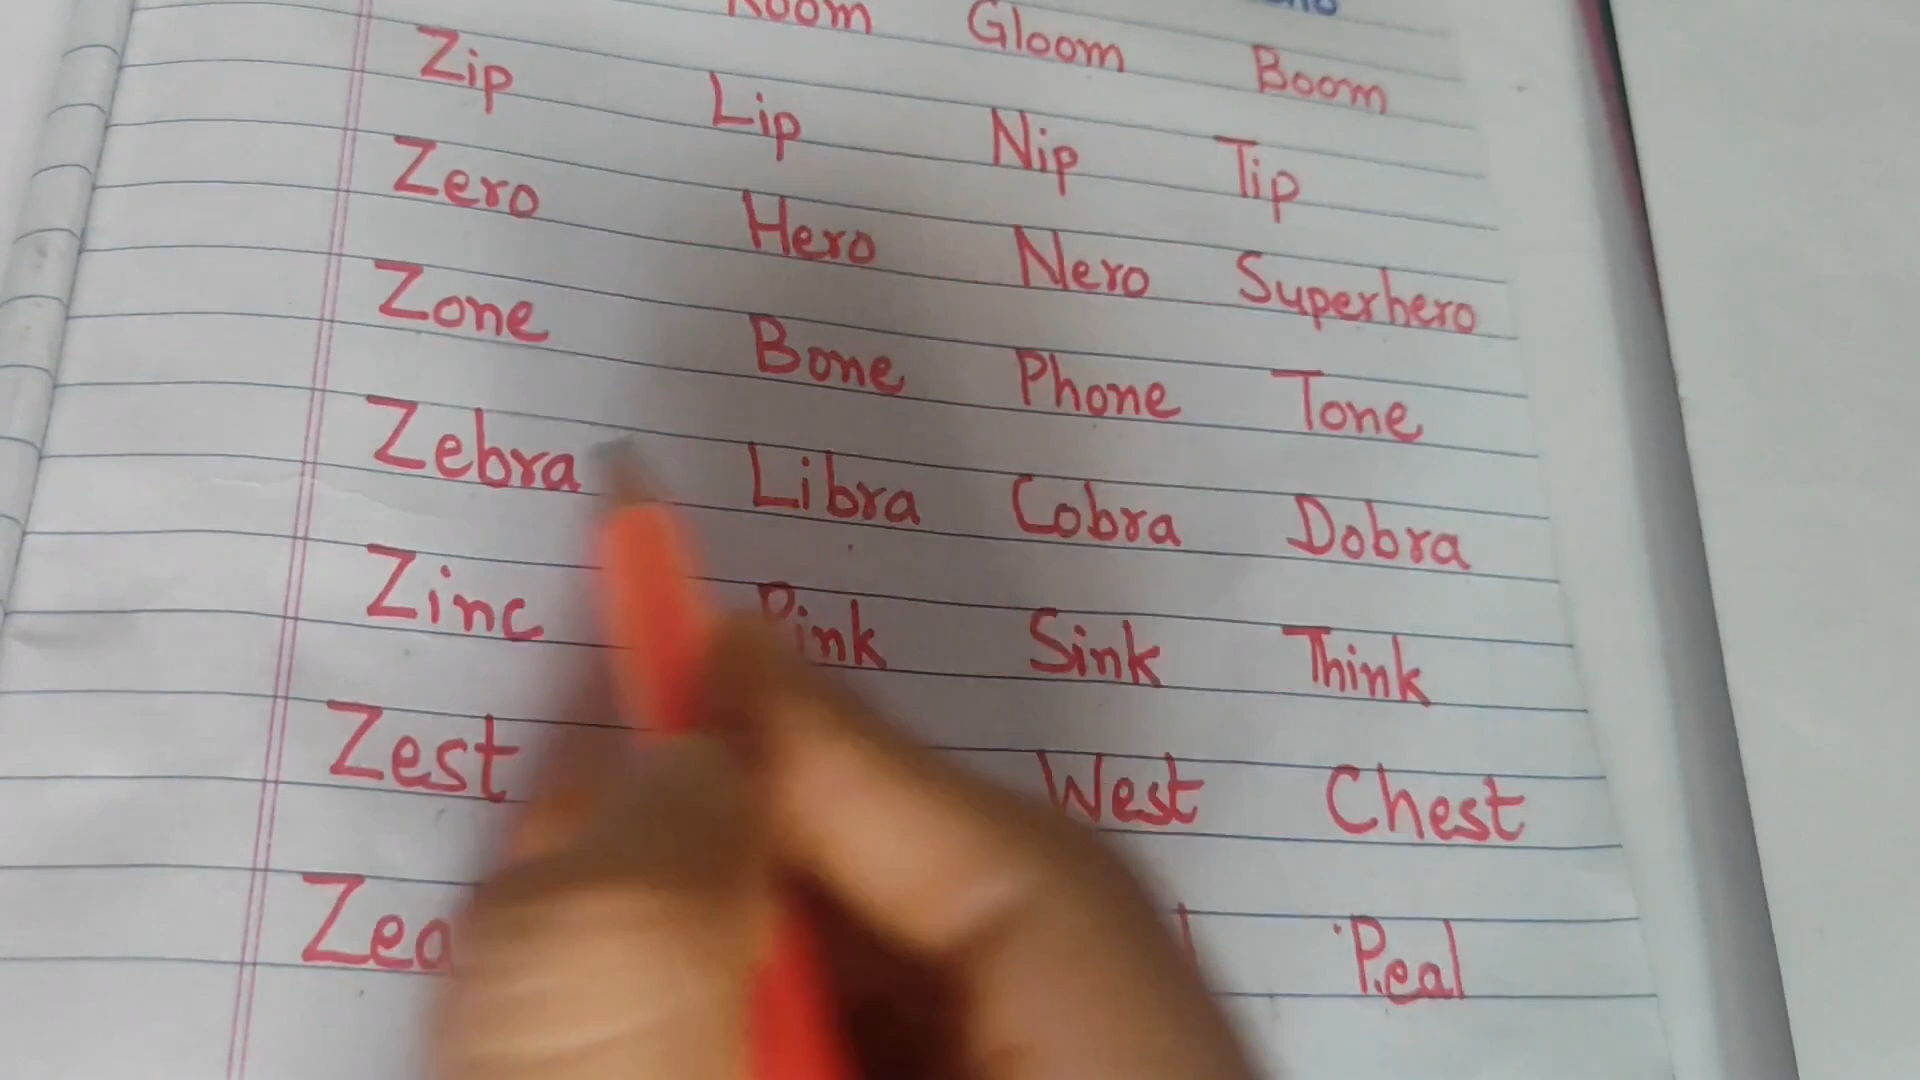 Room Gloom Boom
Zip Lip Nip Tip
Zero Hero Nero Superhero
Zone Bone Phone Tone
Zebra Libra Cobra Dobra
Zinc Pink Sink Think
Zest West Chest
Peal